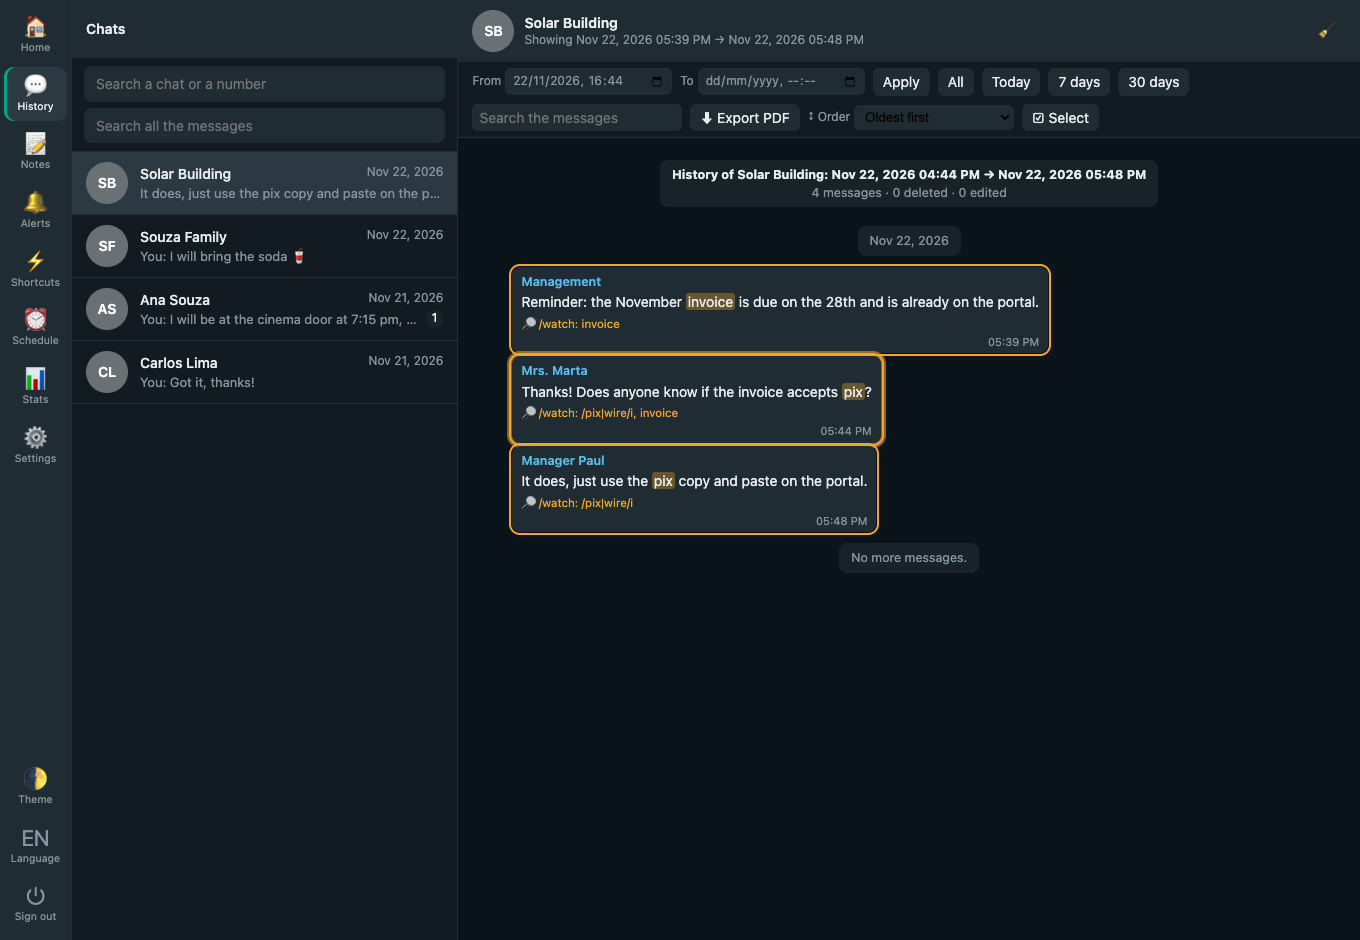 Home
History
Notes
Alerts
Shortcuts
Schedule
Stats
Settings
Theme
EN
Language
Sign out
Chats
Search a chat or a number
Search all the messages
SB
Solar Building
Nov 22, 2026
It does, just use the pix copy and paste on the p...
SF
Souza Family
Nov 22, 2026
You: I will bring the soda 🥤
AS
Ana Souza
Nov 21, 2026
You: I will be at the cinema door at 7:15 pm, ...
1
CL
Carlos Lima
Nov 21, 2026
You: Got it, thanks!
SB
Solar Building
Showing Nov 22, 2026 05:39 PM → Nov 22, 2026 05:48 PM
From 22/11/2026, 16:44 To dd/mm/yyyy, --:-- Apply All Today 7 days 30 days
Search the messages ⬇ Export PDF ↕ Order Oldest first ☑ Select
History of Solar Building: Nov 22, 2026 04:44 PM → Nov 22, 2026 05:48 PM
4 messages · 0 deleted · 0 edited
Nov 22, 2026
Management
Reminder: the November invoice is due on the 28th and is already on the portal.
🔎 /watch: invoice
05:39 PM
Mrs. Marta
Thanks! Does anyone know if the invoice accepts pix?
🔎 /watch: /pix|wire/i, invoice
05:44 PM
Manager Paul
It does, just use the pix copy and paste on the portal.
🔎 /watch: /pix|wire/i
05:48 PM
No more messages.